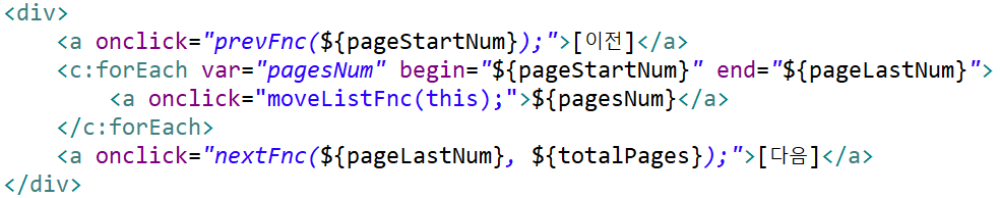 <div>
    <a onclick="prevFnc(${pageStartNum});">[이전]</a>
    <c:forEach var="pagesNum" begin="${pageStartNum}" end="${pageLastNum}">
        <a onclick="moveListFnc(this);">${pagesNum}</a>
    </c:forEach>
    <a onclick="nextFnc(${pageLastNum}, ${totalPages});">[다음]</a>
</div>